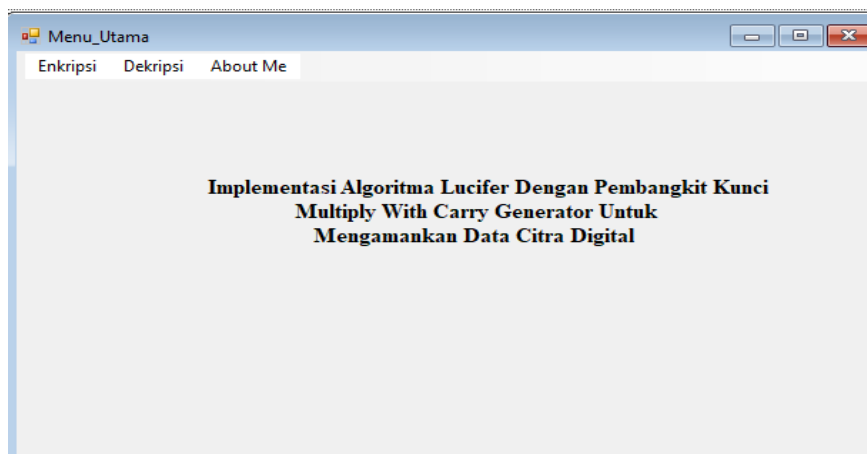 Menu_Utama
Enkripsi Dekripsi About Me
Implementasi Algoritma Lucifer Dengan Pembangkit Kunci
Multiply With Carry Generator Untuk
Mengamankan Data Citra Digital